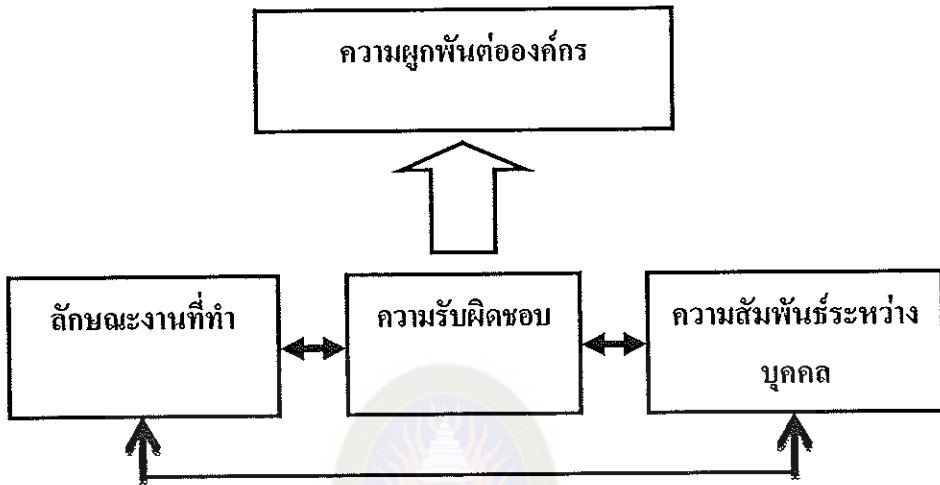 ความผูกพันต่อองค์กร
ลักษณะงานที่ทำ
ความรับผิดชอบ
ความสัมพันธ์ระหว่าง
บุคคล